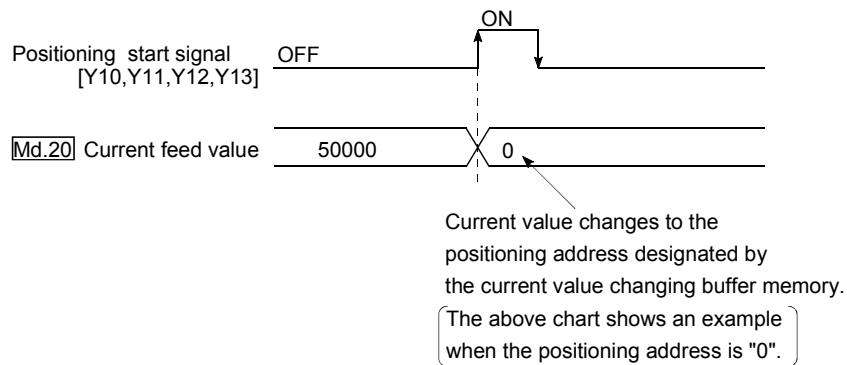 ON
Positioning start signal OFF
[Y10,Y11,Y12,Y13]
Md.20 Current feed value 50000 0
Current value changes to the
positioning address designated by
the current value changing buffer memory.
The above chart shows an example
when the positioning address is "0".